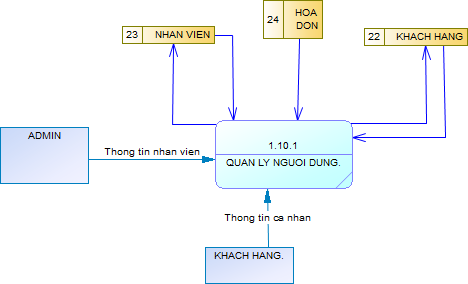 24
HOA
DON
23
NHAN VIEN
22
KHACH HANG
ADMIN
Thong tin nhan vien
1.10.1
QUAN LY NGUOI DUNG.
Thong tin ca nhan
KHACH HANG.